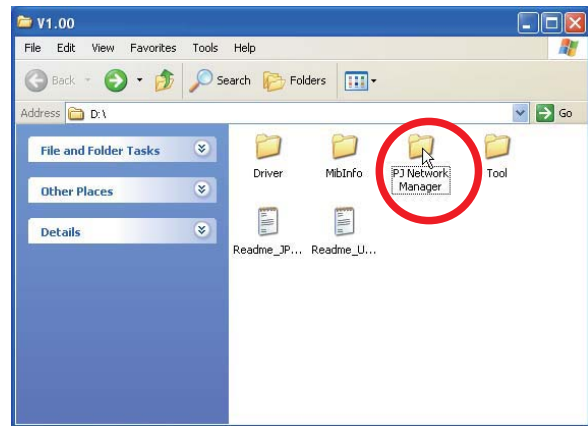 V1.00
File Edit View Favorites Tools Help
Back Search Folders
Address D:\ Go
File and Folder Tasks
Other Places
Details
Driver MibInfo PJ Network Manager Tool
Readme_JP... Readme_U...